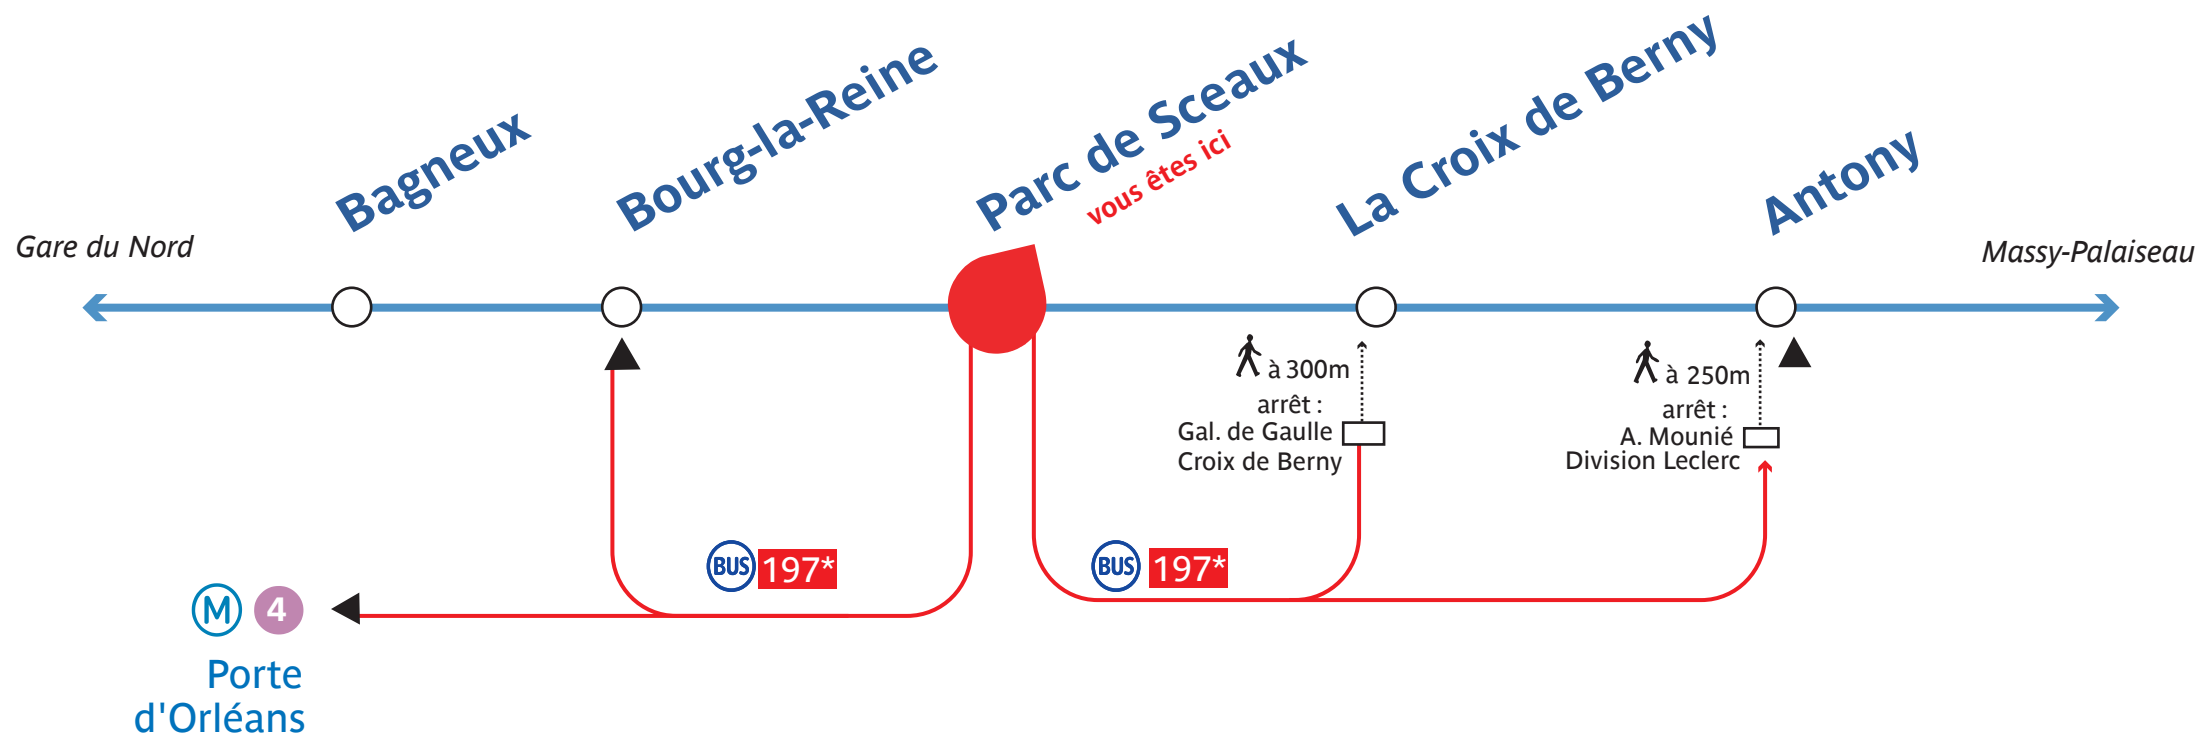 Bagneux
Bourg-la-Reine
Parc de Sceaux
vous êtes ici
La Croix de Berny
Antony
Gare du Nord
Massy-Palaiseau
à 300m
arrêt :
Gal. de Gaulle
Croix de Berny
à 250m
arrêt :
A. Mounié
Division Leclerc
BUS 197*
BUS 197*
M 4
Porte
d'Orléans